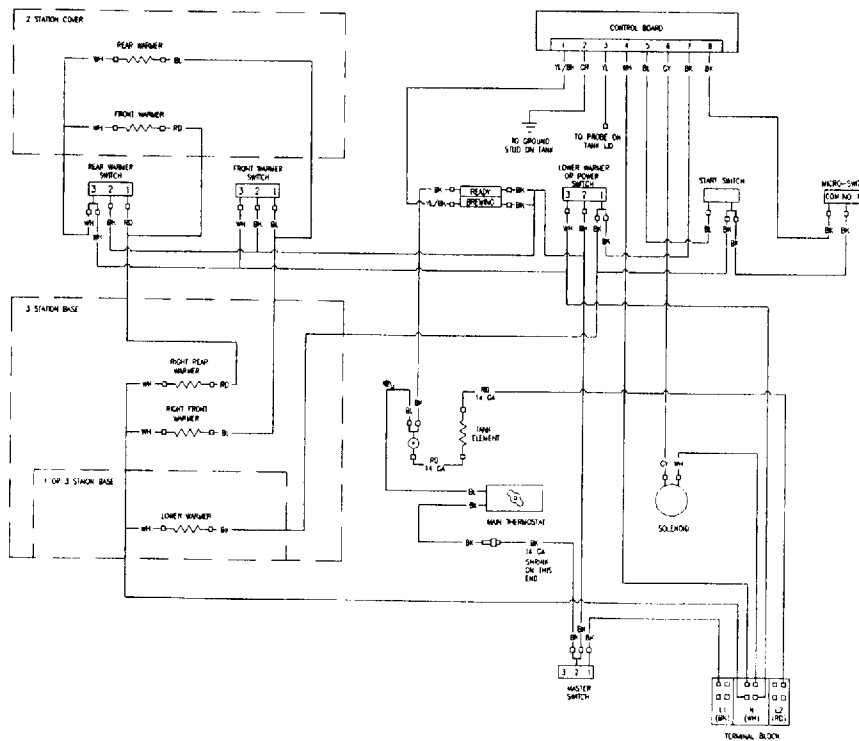 2 STATION COVER
REAR WARMER
WH
BL
FRONT WARMER
WH
RD
REAR WARMER
SWITCH
3 2 1
WH
BK
RD
WH
FRONT WARMER
SWITCH
3 2 1
WH
BK
BL
CONTROL BOARD
1 2 3 4 5 6 7 8
YL/BK GR YL WH BL GY BK BK
TO GROUND
STUD ON TANK
TO PROBE ON
TANK LID
BK
READY
BK
YL/BK
BREWING
BK
LOWER WARMER
OR POWER
SWITCH
3 2 1
WH
BK
BK
BK
START SWITCH
BL
BK
BK
MICRO-SWI
COM NO
BK
BK
3 STATION BASE
RIGHT REAR
WARMER
WH
RD
RIGHT FRONT
WARMER
WH
BL
1 OR 3 STATION BASE
LOWER WARMER
WH
BK
BL
BK
RD
14 GA
TANK
ELEMENT
RD
14 GA
BL
BK
MAIN THERMOSTAT
BK
BK
14 GA
SHRINK
ON THIS
END
GY WH
SOLENOID
BK
BK
BK
3 2 1
MASTER
SWITCH
L1
(BK)
N
(WH)
L2
(RD)
TERMINAL BLOCK